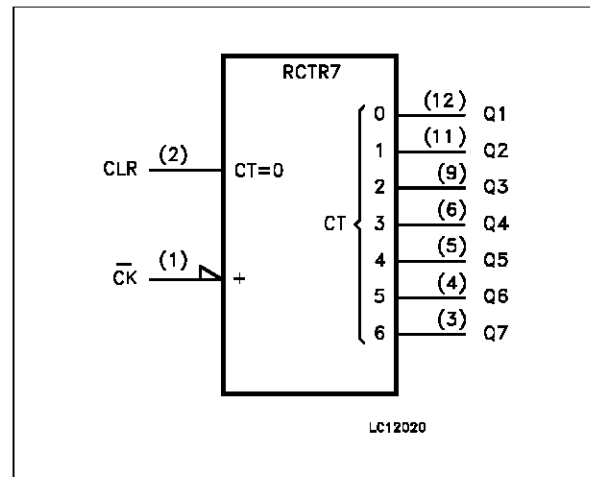 RCTR7
0 (12) Q1
1 (11) Q2
CLR (2) CT=0
2 (9) Q3
CT 3 (6) Q4
4 (5) Q5
C̅K̅ (1) +
5 (4) Q6
6 (3) Q7
LC12020